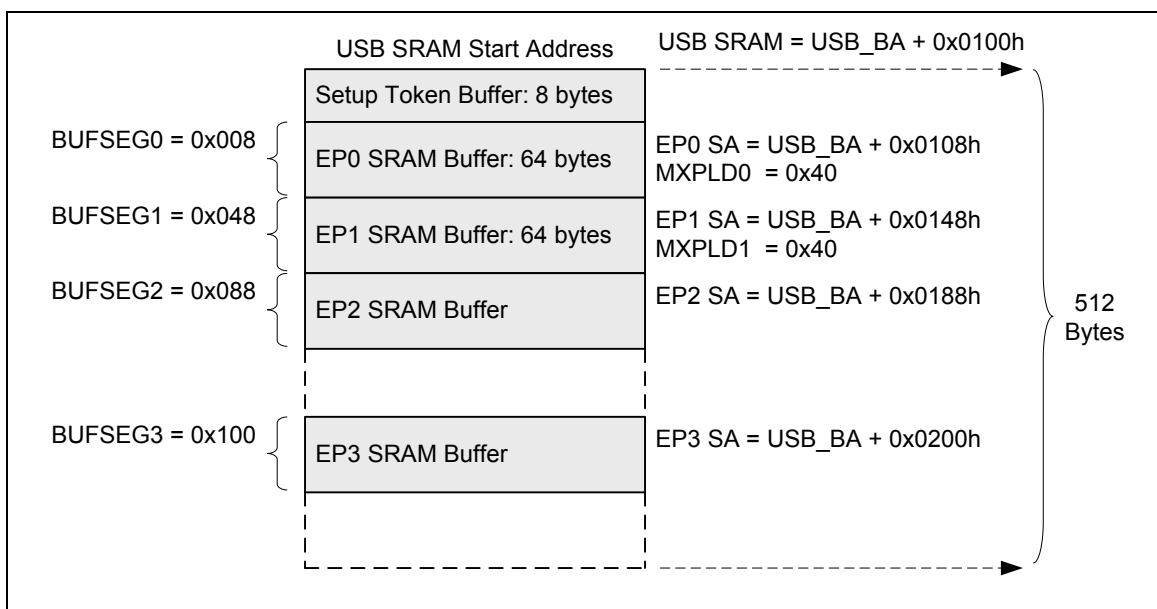 USB SRAM Start Address
USB SRAM = USB_BA + 0x0100h
Setup Token Buffer: 8 bytes
BUFSEG0 = 0x008
EP0 SRAM Buffer: 64 bytes
EP0 SA = USB_BA + 0x0108h
MXPLD0 = 0x40
BUFSEG1 = 0x048
EP1 SRAM Buffer: 64 bytes
EP1 SA = USB_BA + 0x0148h
MXPLD1 = 0x40
BUFSEG2 = 0x088
EP2 SRAM Buffer
EP2 SA = USB_BA + 0x0188h
512
Bytes
BUFSEG3 = 0x100
EP3 SRAM Buffer
EP3 SA = USB_BA + 0x0200h